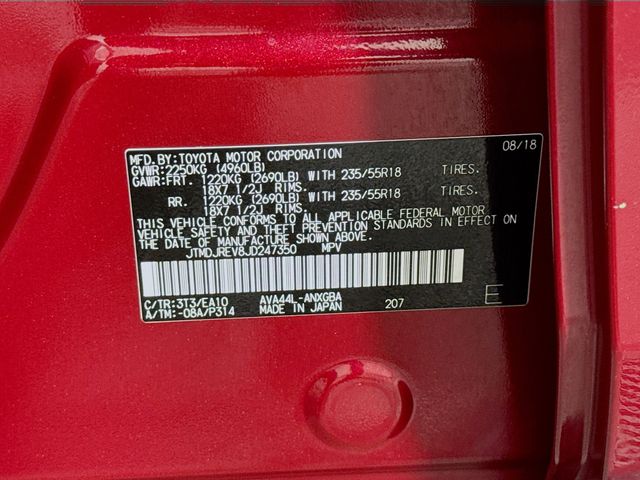 MFD. BY: TOYOTA MOTOR CORPORATION 08/18
GVWR: 2250KG (4960LB)
GAWR: FRT. 1220KG (2690LB) WITH 235/55R18 TIRES.
18X7 1/2J RIMS.
RR. 1220KG (2690LB) WITH 235/55R18 TIRES.
18X7 1/2J RIMS.
THIS VEHICLE CONFORMS TO ALL APPLICABLE FEDERAL MOTOR
VEHICLE SAFETY AND THEFT PREVENTION STANDARDS IN EFFECT ON
THE DATE OF MANUFACTURE SHOWN ABOVE.
JTMDJREV8JD247350 MPV
C/TR: 3T3/EA10 AVA44L-ANXGBA
A/TM: -08A/P314 MADE IN JAPAN 207 E